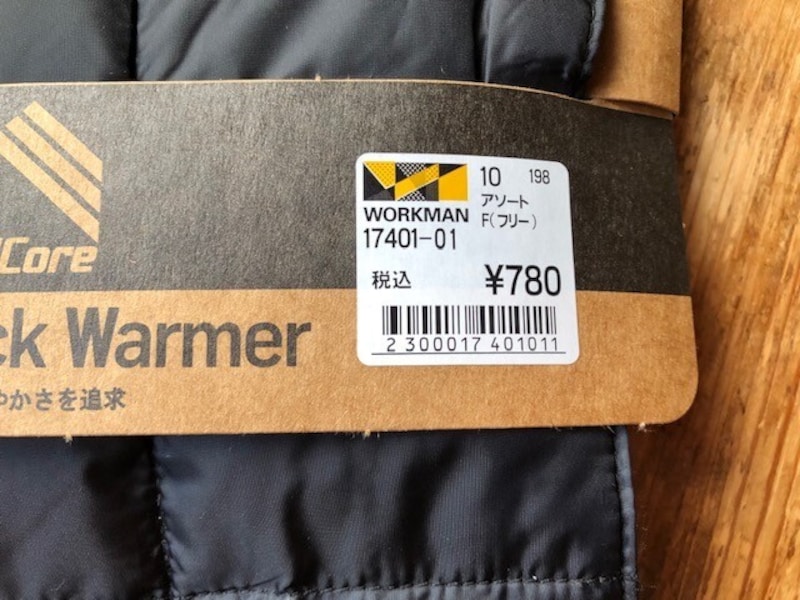 Core
ck Warmer
やかさを追求
WORKMAN
10 198
アソート
F(フリー)
17401-01
税込 ¥780
2 300017 401011